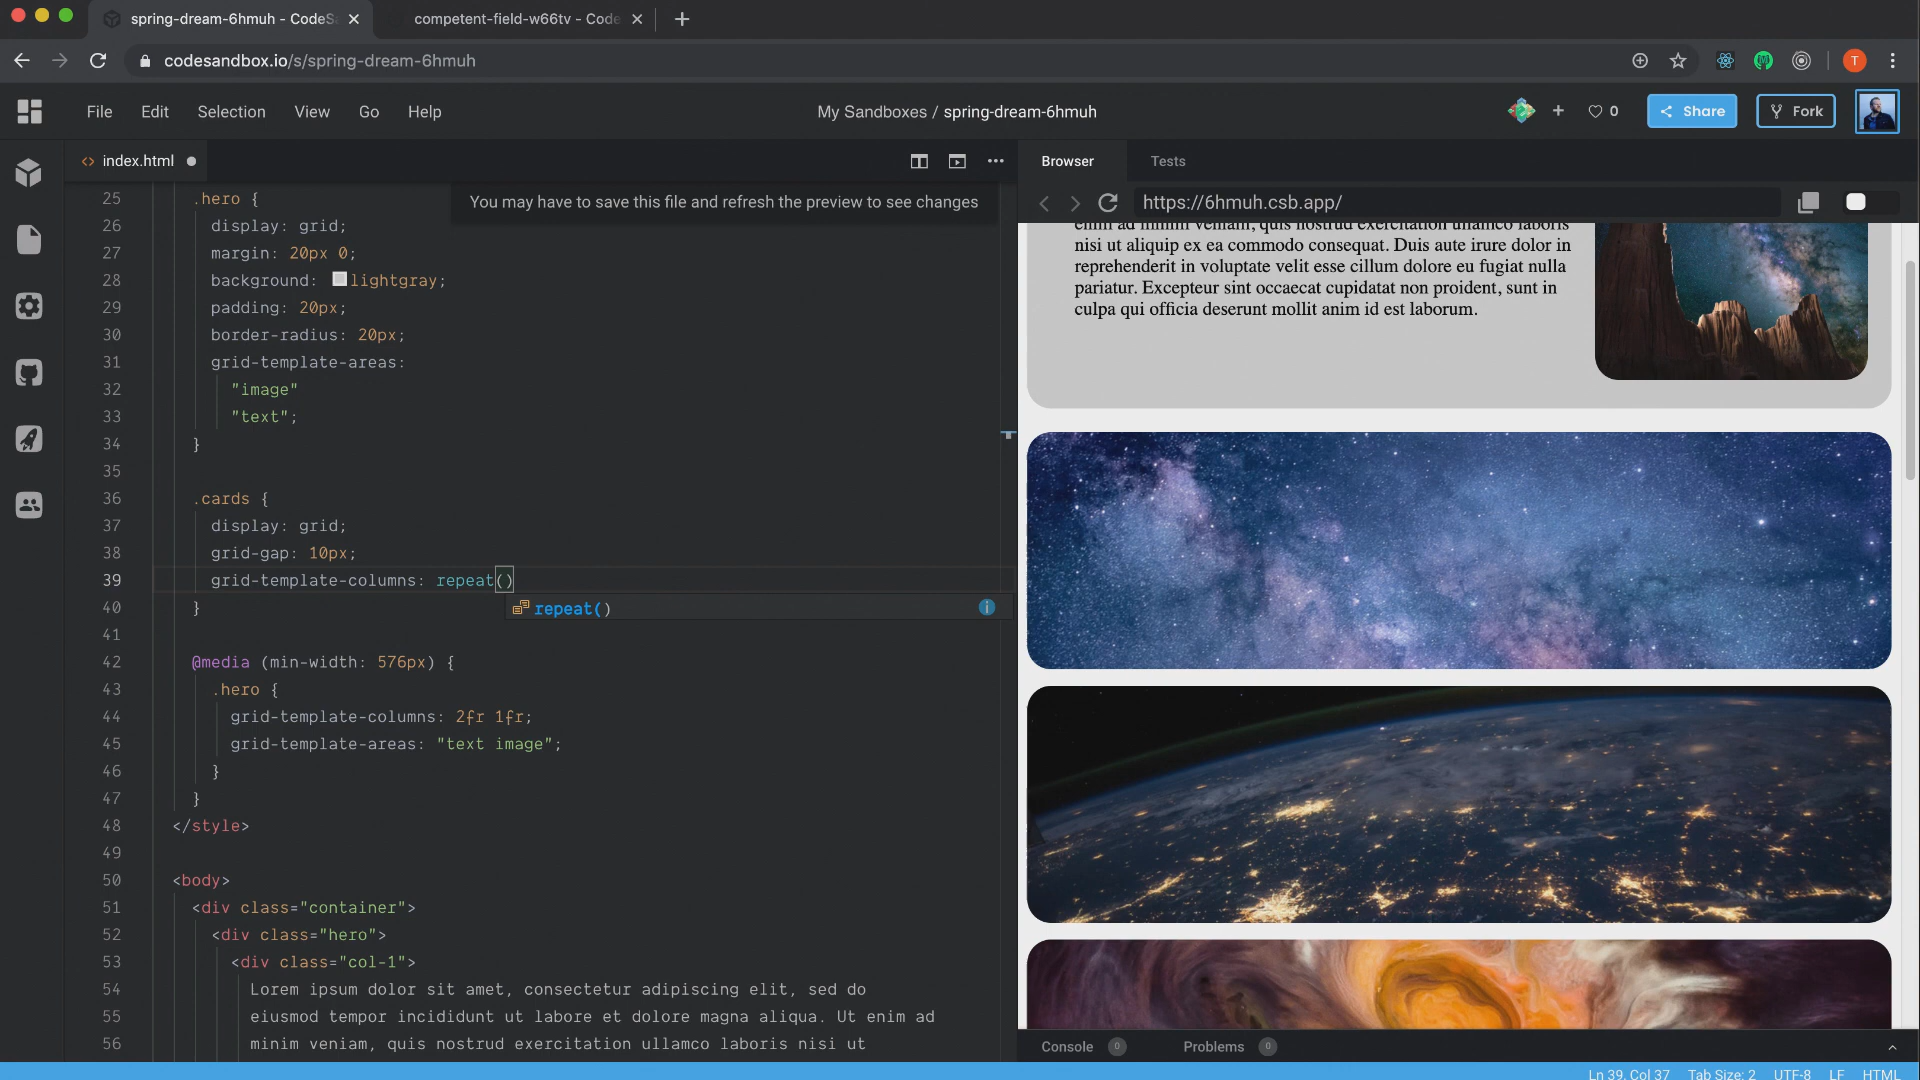 spring-dream-6hmuh - CodeS
competent-field-w66tv - Code
codesandbox.io/s/spring-dream-6hmuh
T
File Edit Selection View Go Help
My Sandboxes / spring-dream-6hmuh
0
Share
Fork
index.html
Browser
Tests
You may have to save this file and refresh the preview to see changes
https://6hmuh.csb.app/
25 .hero {
26 display: grid;
27 margin: 20px 0;
28 background: lightgray;
29 padding: 20px;
30 border-radius: 20px;
31 grid-template-areas:
32 "image"
33 "text";
34 }
35
36 .cards {
37 display: grid;
38 grid-gap: 10px;
39 grid-template-columns: repeat()
40 }
repeat()
41
42 @media (min-width: 576px) {
43 .hero {
44 grid-template-columns: 2fr 1fr;
45 grid-template-areas: "text image";
46 }
47 }
48 </style>
49
50 <body>
51 <div class="container">
52 <div class="hero">
53 <div class="col-1">
54 Lorem ipsum dolor sit amet, consectetur adipiscing elit, sed do
55 eiusmod tempor incididunt ut labore et dolore magna aliqua. Ut enim ad
56 minim veniam, quis nostrud exercitation ullamco laboris nisi ut
enim ad minim veniam, quis nostrud exercitation ullamco laboris
nisi ut aliquip ex ea commodo consequat. Duis aute irure dolor in
reprehenderit in voluptate velit esse cillum dolore eu fugiat nulla
pariatur. Excepteur sint occaecat cupidatat non proident, sunt in
culpa qui officia deserunt mollit anim id est laborum.
Console 0 Problems 0
Ln 39, Col 37 Tab Size: 2 UTF-8 LF HTML